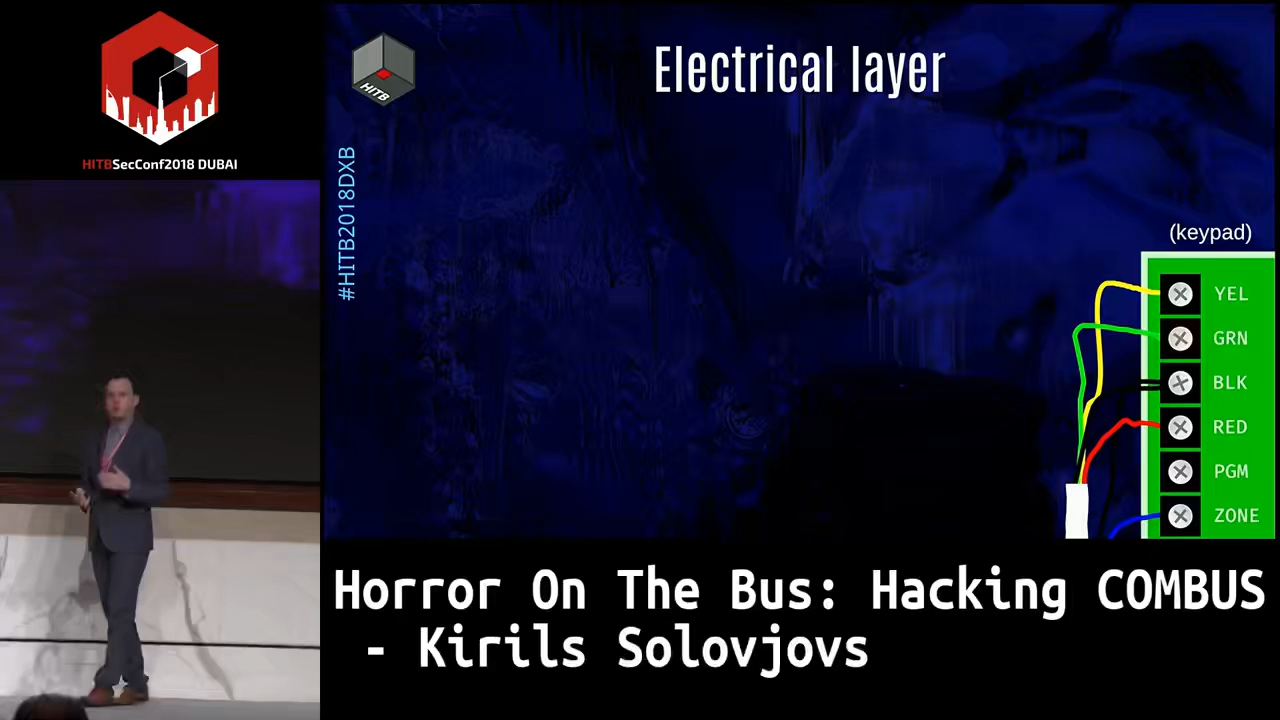 HITBSecConf2018 DUBAI
HITB
#HITB2018DXB
Electrical layer
(keypad)
YEL
GRN
BLK
RED
PGM
ZONE
Horror On The Bus: Hacking COMBUS
- Kirils Solovjovs